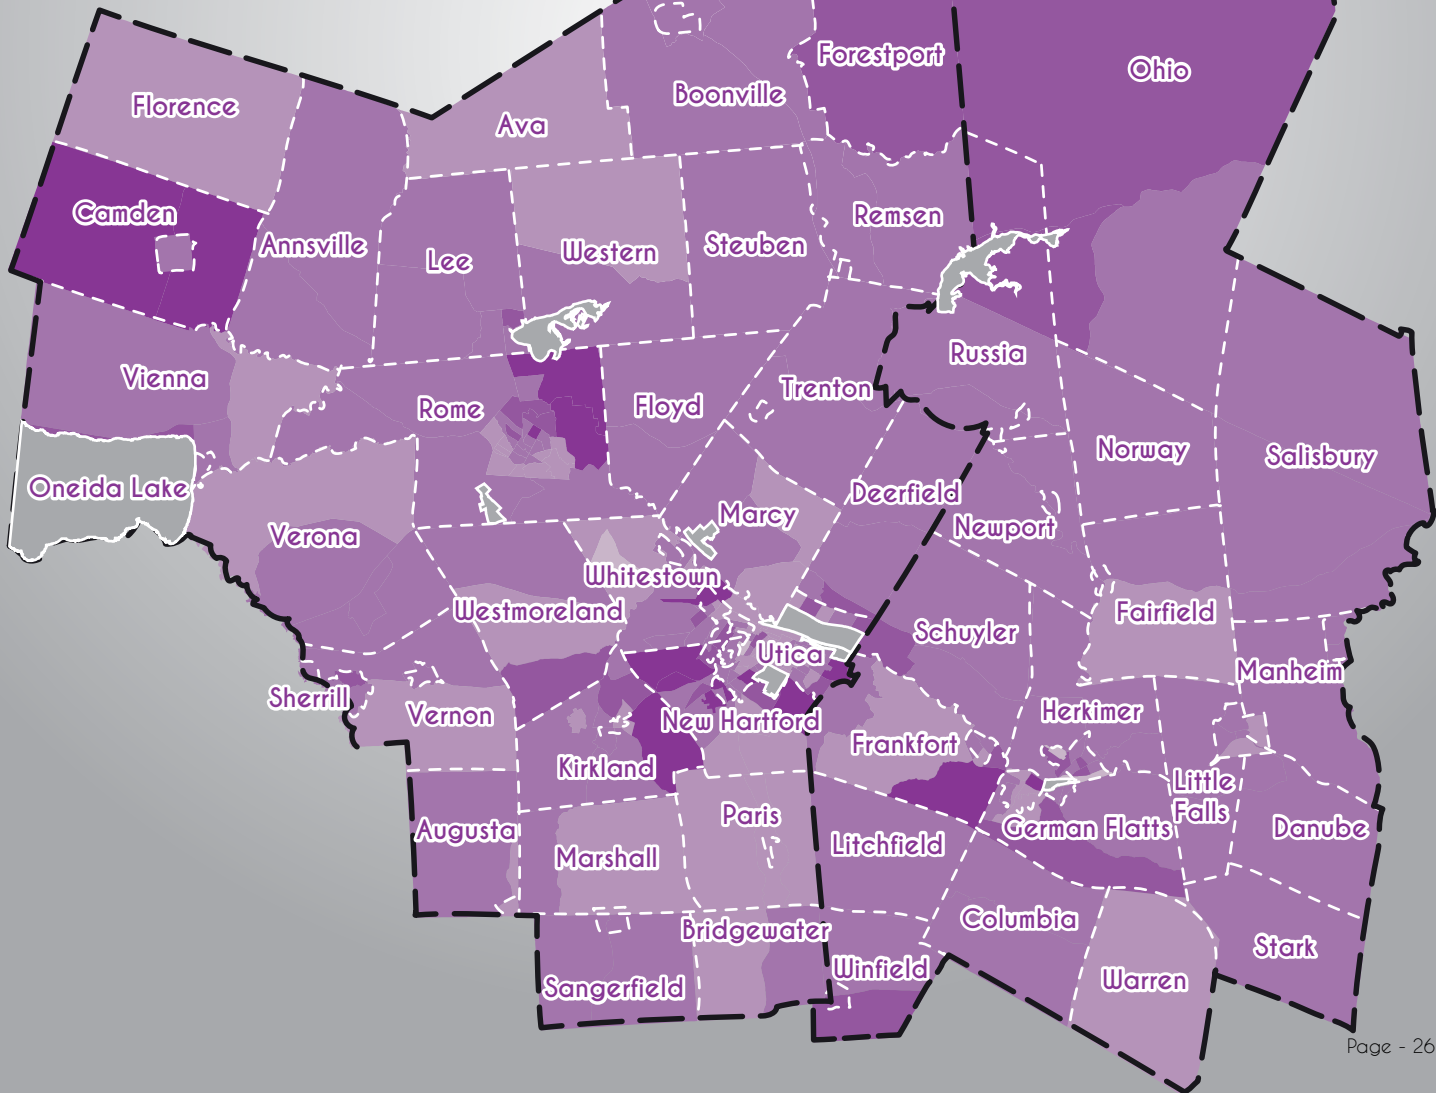 Forestport
Ohio
Boonville
Florence
Ava
Camden
Annsville
Lee
Western
Steuben
Remsen
Russia
Vienna
Rome
Floyd
Trenton
Norway
Salisbury
Oneida Lake
Deerfield
Marcy
Newport
Verona
Whitestown
Westmoreland
Fairfield
Schuyler
Utica
Manheim
Sherrill
Vernon
New Hartford
Herkimer
Frankfort
Kirkland
Little
Falls
Paris
Augusta
German Flatts
Danube
Litchfield
Marshall
Columbia
Bridgewater
Stark
Winfield
Warren
Sangerfield
Page - 26